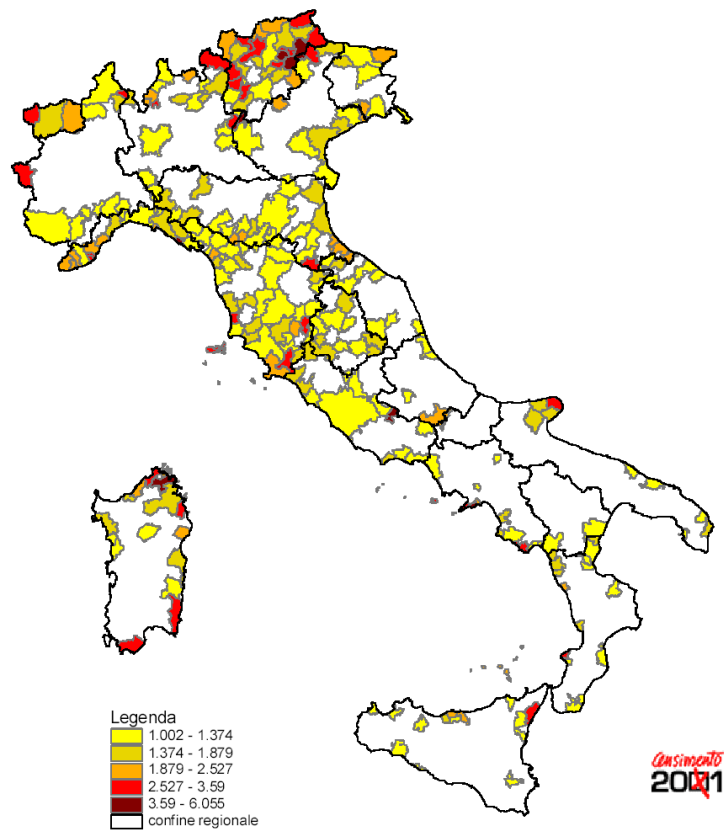 Legenda
1.002 - 1.374
1.374 - 1.879
1.879 - 2.527
2.527 - 3.59
3.59 - 6.055
confine regionale
Censimento
2001